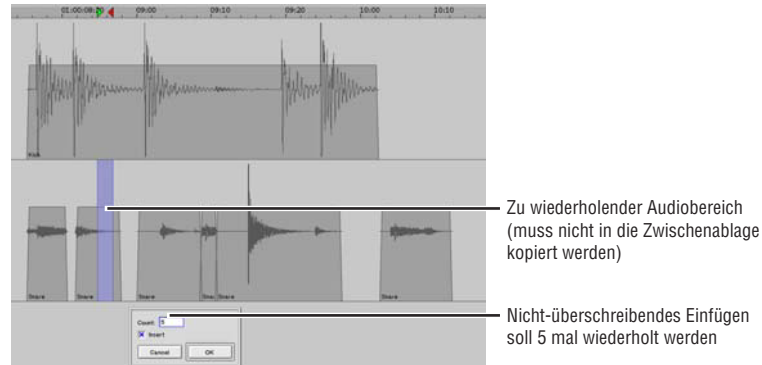 01:00:08:20 09:00 09:10 09:20 10:00 10:10
Kick
Zu wiederholender Audiobereich
(muss nicht in die Zwischenablage
kopiert werden)
Snare Snare Snare Snare Snare
Nicht-überschreibendes Einfügen
soll 5 mal wiederholt werden
Count: 5
Insert
Cancel OK